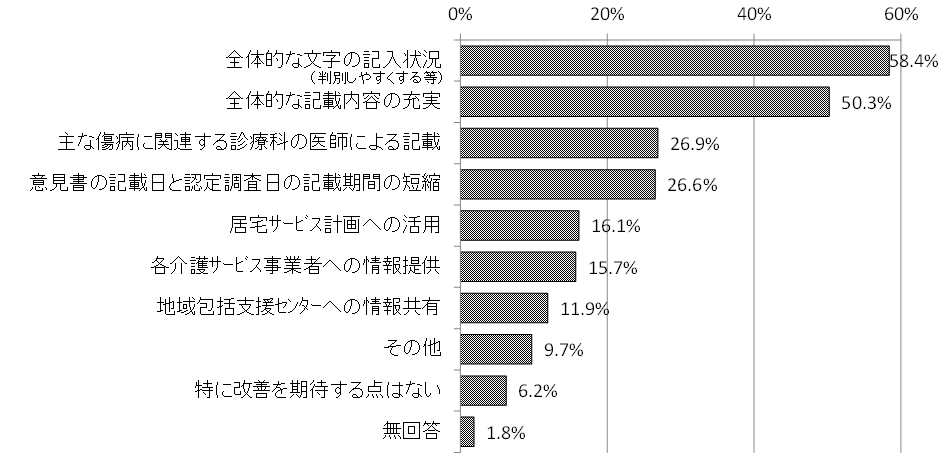 0% 20% 40% 60%
全体的な文字の記入状況 58.4%
（判別しやすくする等）
全体的な記載内容の充実 50.3%
主な傷病に関連する診療科の医師による記載 26.9%
意見書の記載日と認定調査日の記載期間の短縮 26.6%
居宅ｻｰﾋﾞｽ計画への活用 16.1%
各介護ｻｰﾋﾞｽ事業者への情報提供 15.7%
地域包括支援ｾﾝﾀｰへの情報共有 11.9%
その他 9.7%
特に改善を期待する点はない 6.2%
無回答 1.8%